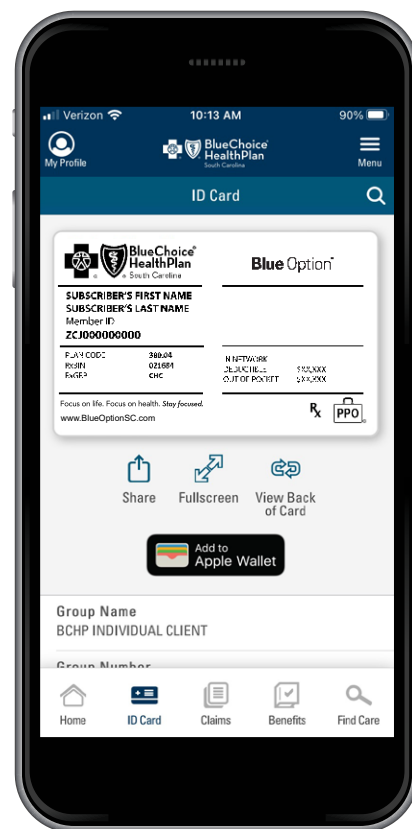 Verizon 10:13 AM 90%
My Profile
BlueChoice
HealthPlan
South Carolina
Menu
ID Card
BlueChoice®
HealthPlan
South Carolina
Blue Option
SUBSCRIBER'S FIRST NAME
SUBSCRIBER'S LAST NAME
Member ID
ZCJ000000000
PLAN CODE 380.04
RxBIN 021684
RxGRP CHC
IN NETWORK
DEDUCTIBLE $XX,XXX
OUT OF POCKET $XX,XXX
Focus on life. Focus on health. Stay focused.
www.BlueOptionSC.com
Rx PPO
Share
Fullscreen
View Back
of Card
Add to
Apple Wallet
Group Name
BCHP INDIVIDUAL CLIENT
Group Number
Home
ID Card
Claims
Benefits
Find Care